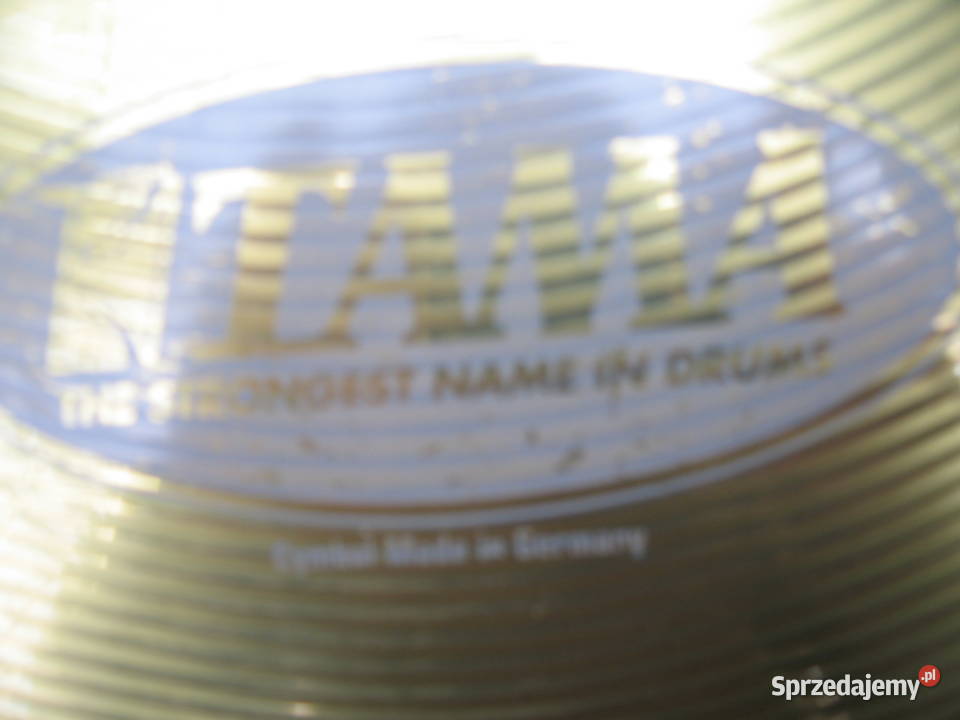 TAMA
THE STRONGEST NAME IN DRUMS
Cymbal Made in Germany
Sprzedajemy.pl